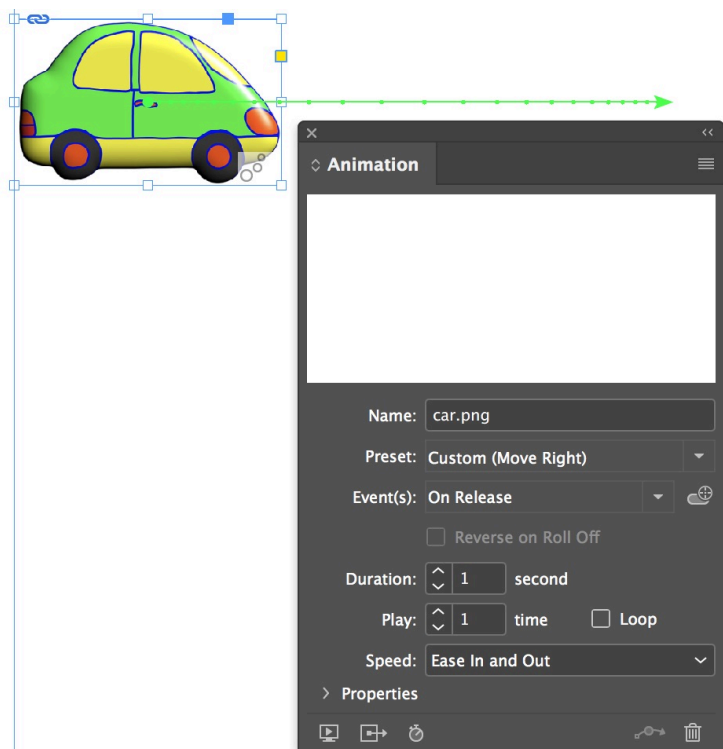 Animation
Name: car.png
Preset: Custom (Move Right)
Event(s): On Release
Reverse on Roll Off
Duration: 1 second
Play: 1 time Loop
Speed: Ease In and Out
Properties